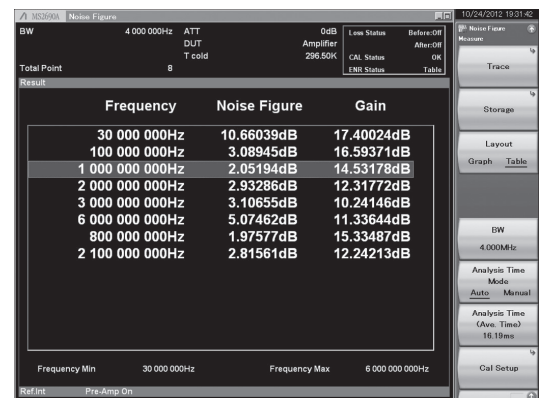 MS2690A Noise Figure
10/24/2012 19:31:42
BW 4 000 000Hz ATT 0dB
DUT Amplifier
T cold 296.50K
Total Point 8
Loss Status Before:Off
After:Off
CAL Status OK
ENR Status Table
Result
Frequency Noise Figure Gain
30 000 000Hz 10.66039dB 17.40024dB
100 000 000Hz 3.08945dB 16.59371dB
1 000 000 000Hz 2.05194dB 14.53178dB
2 000 000 000Hz 2.93286dB 12.31772dB
3 000 000 000Hz 3.10655dB 10.24146dB
6 000 000 000Hz 5.07462dB 11.33644dB
800 000 000Hz 1.97577dB 15.33487dB
2 100 000 000Hz 2.81561dB 12.24213dB
Frequency Min 30 000 000Hz Frequency Max 6 000 000 000Hz
Ref.Int Pre-Amp On
Noise Figure
Measure
Trace
Storage
Layout
Graph Table
BW
4.000MHz
Analysis Time
Mode
Auto Manual
Analysis Time
(Ave. Time)
16.19ms
Cal Setup